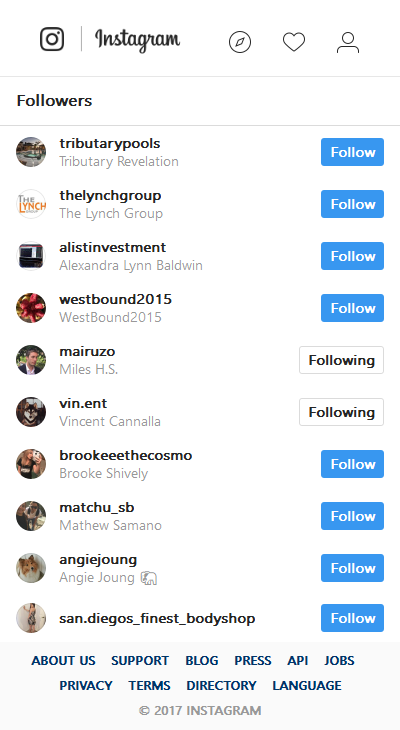 Instagram
Followers
tributarypools
Tributary Revelation
Follow
THE LYNCH
thelynchgroup
The Lynch Group
Follow
alistinvestment
Alexandra Lynn Baldwin
Follow
westbound2015
WestBound2015
Follow
mairuzo
Miles H.S.
Following
vin.ent
Vincent Cannalla
Following
brookeeethecosmo
Brooke Shively
Follow
matchu_sb
Mathew Samano
Follow
angiejoung
Angie Joung 🐘
Follow
san.diegos_finest_bodyshop
Follow
ABOUT US SUPPORT BLOG PRESS API JOBS
PRIVACY TERMS DIRECTORY LANGUAGE
© 2017 INSTAGRAM